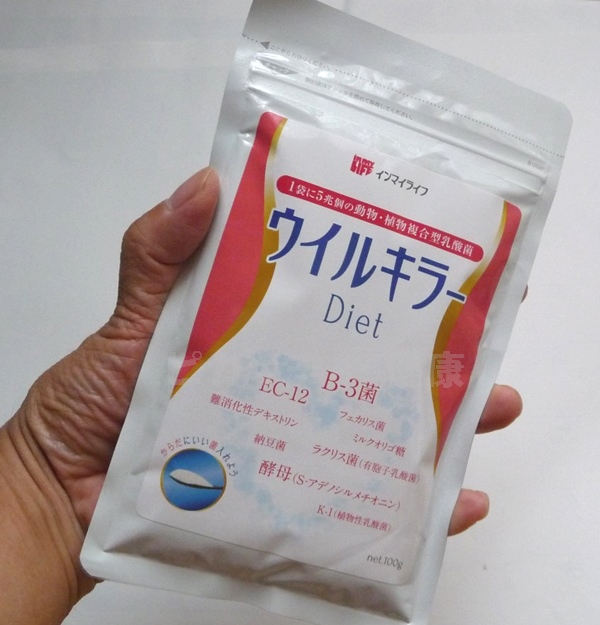 インマイライフ
1袋に5兆個の動物・植物複合型乳酸菌
ウイルキラー
Diet
EC-12
B-3菌
難消化性デキストリン
フェカリス菌
ミルクオリゴ糖
納豆菌
ラクリス菌(有胞子乳酸菌)
酵母(S-アデノシルメチオニン)
K-1(植物性乳酸菌)
からだにいい菌入れよう
net.100g
康